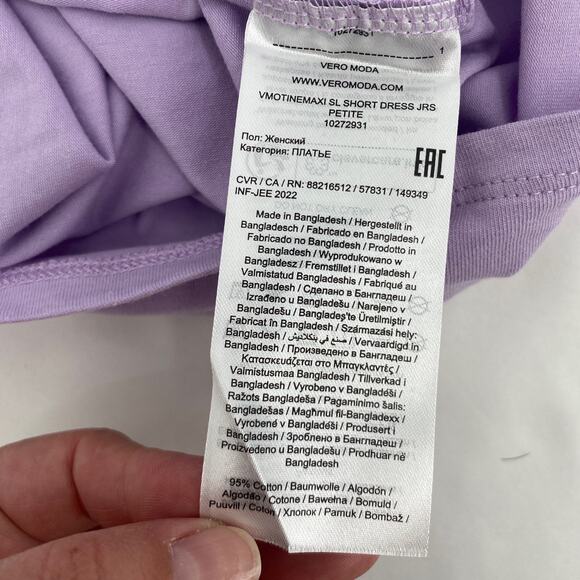 10272931
1
VERO MODA
WWW.VEROMODA.COM
VMOTINEMAXI SL SHORT DRESS JRS
PETITE
10272931
Пол: Женский
Категория: ПЛАТЬЕ
EAC
CVR / CA / RN: 88216512 / 57831 / 149349
INF-JEE 2022
Made in Bangladesh / Hergestellt in
Bangladesch / Fabricado en Bangladesh /
Fabricado no Bangladesh / Prodotto in
Bangladesh / Wyprodukowano w
Bangladesz / Fremstillet i Bangladesh /
Valmistatud Bangladeshis / Fabriqué au
Bangladesh / Сделано в Бангладеш /
Izrađeno u Bangladešu / Narejeno v
Bangladešu / Bangladeş'te Üretilmiştir /
Fabricat în Bangladesh / Származási hely:
Bangladesh / صنع في بنكلاديش / Vervaardigd in
Bangladesh / Произведено в Бангладеш /
Κατασκευάζεται στο Μπαγκλαντές /
Valmistusmaa Bangladesh / Tillverkad i
Bangladesh / Vyrobeno v Bangladéši /
Ražots Bangladeša / Pagaminimo šalis:
Bangladešas / Magħmul fil-Bangladexx /
Vyrobené v Bangladéši / Produsert i
Bangladesh / Зроблено в Бангладеш /
Proizvedeno u Bangladešu / Prodhuar në
Bangladesh
95% Cotton / Baumwolle / Algodón /
Algodão / Cotone / Bawełna / Bomuld /
Puuvill / Coton / Хлопок / Pamuk / Bombaž /